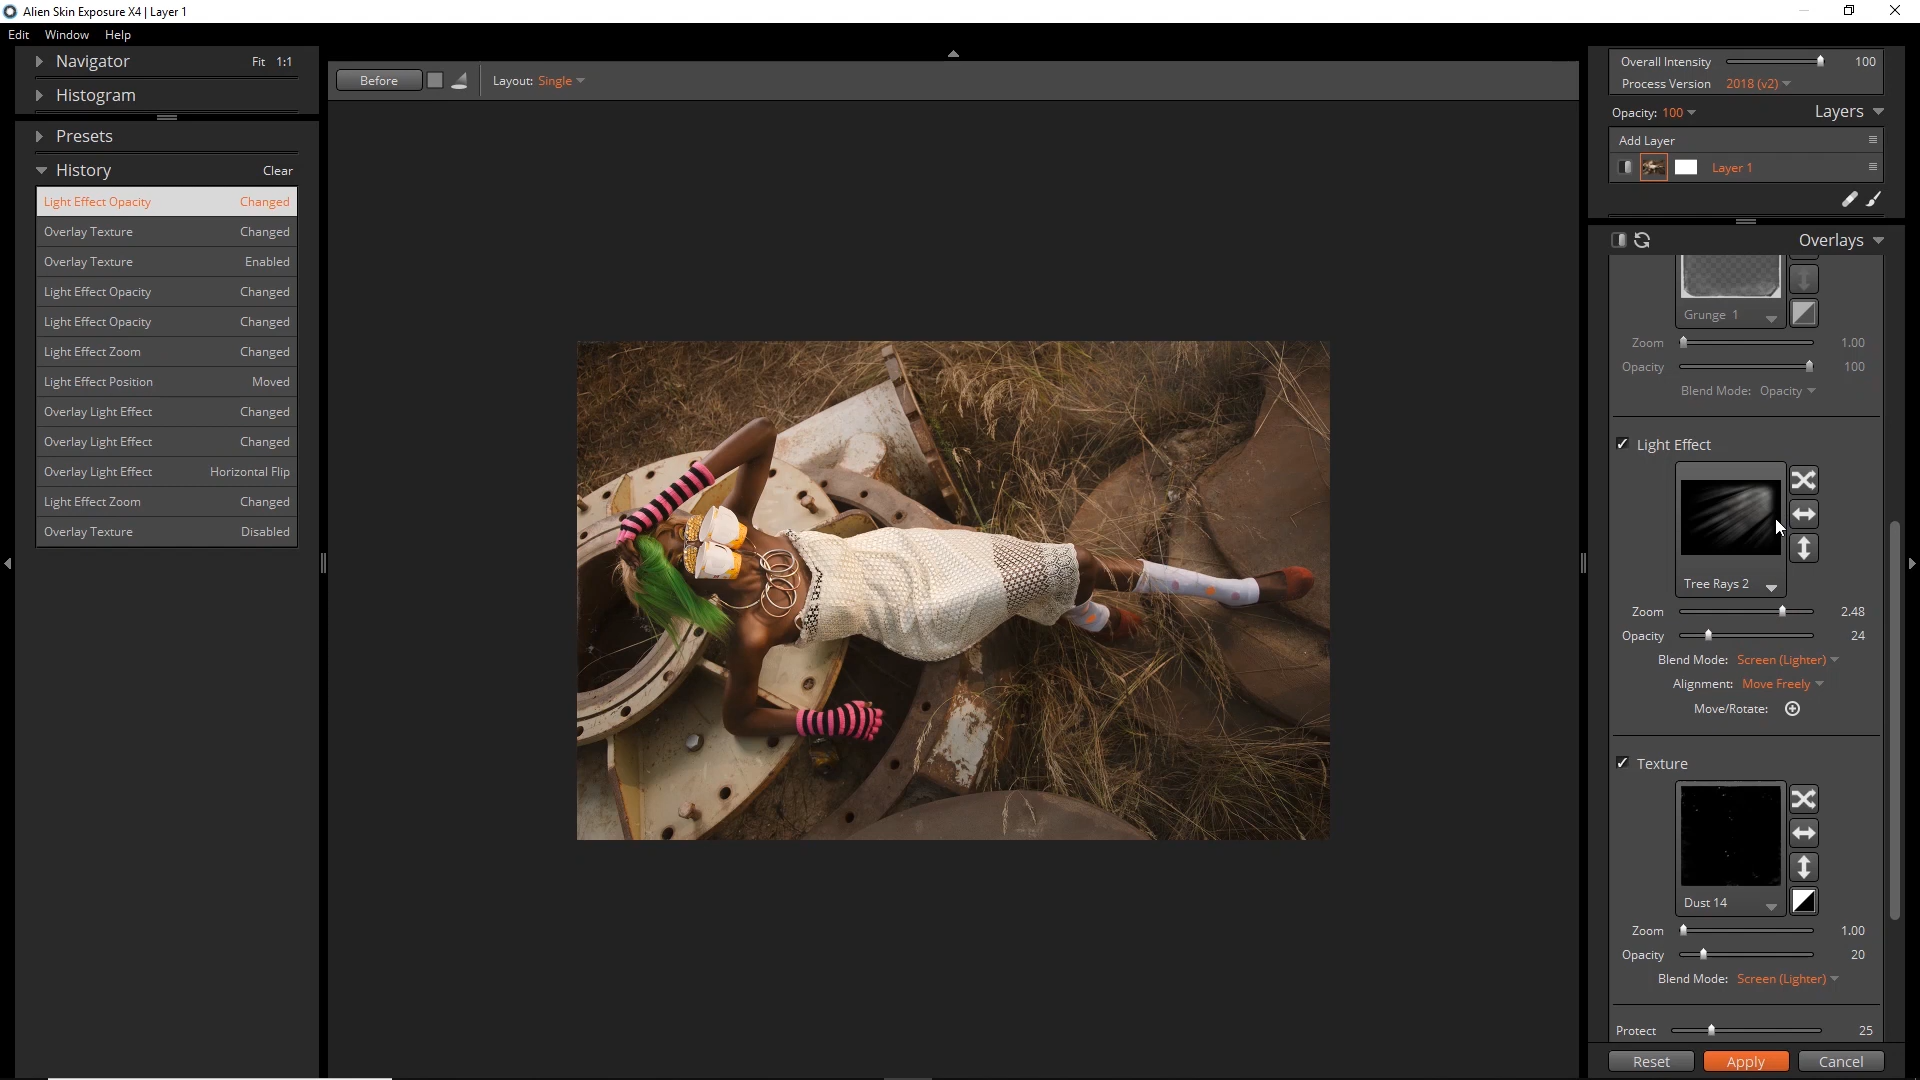 Alien Skin Exposure X4 | Layer 1
Edit Window Help
Navigator Fit 1:1
Histogram
Presets
History Clear
Light Effect Opacity Changed
Overlay Texture Changed
Overlay Texture Enabled
Light Effect Opacity Changed
Light Effect Opacity Changed
Light Effect Zoom Changed
Light Effect Position Moved
Overlay Light Effect Changed
Overlay Light Effect Changed
Overlay Light Effect Horizontal Flip
Light Effect Zoom Changed
Overlay Texture Disabled
Before Layout: Single
Overall Intensity 100
Process Version 2018 (v2)
Opacity: 100 Layers
Add Layer
Layer 1
Overlays
Grunge 1
Zoom 1.00
Opacity 100
Blend Mode: Opacity
Light Effect
Tree Rays 2
Zoom 2.48
Opacity 24
Blend Mode: Screen (Lighter)
Alignment: Move Freely
Move/Rotate:
Texture
Dust 14
Zoom 1.00
Opacity 20
Blend Mode: Screen (Lighter)
Protect 25
Reset Apply Cancel